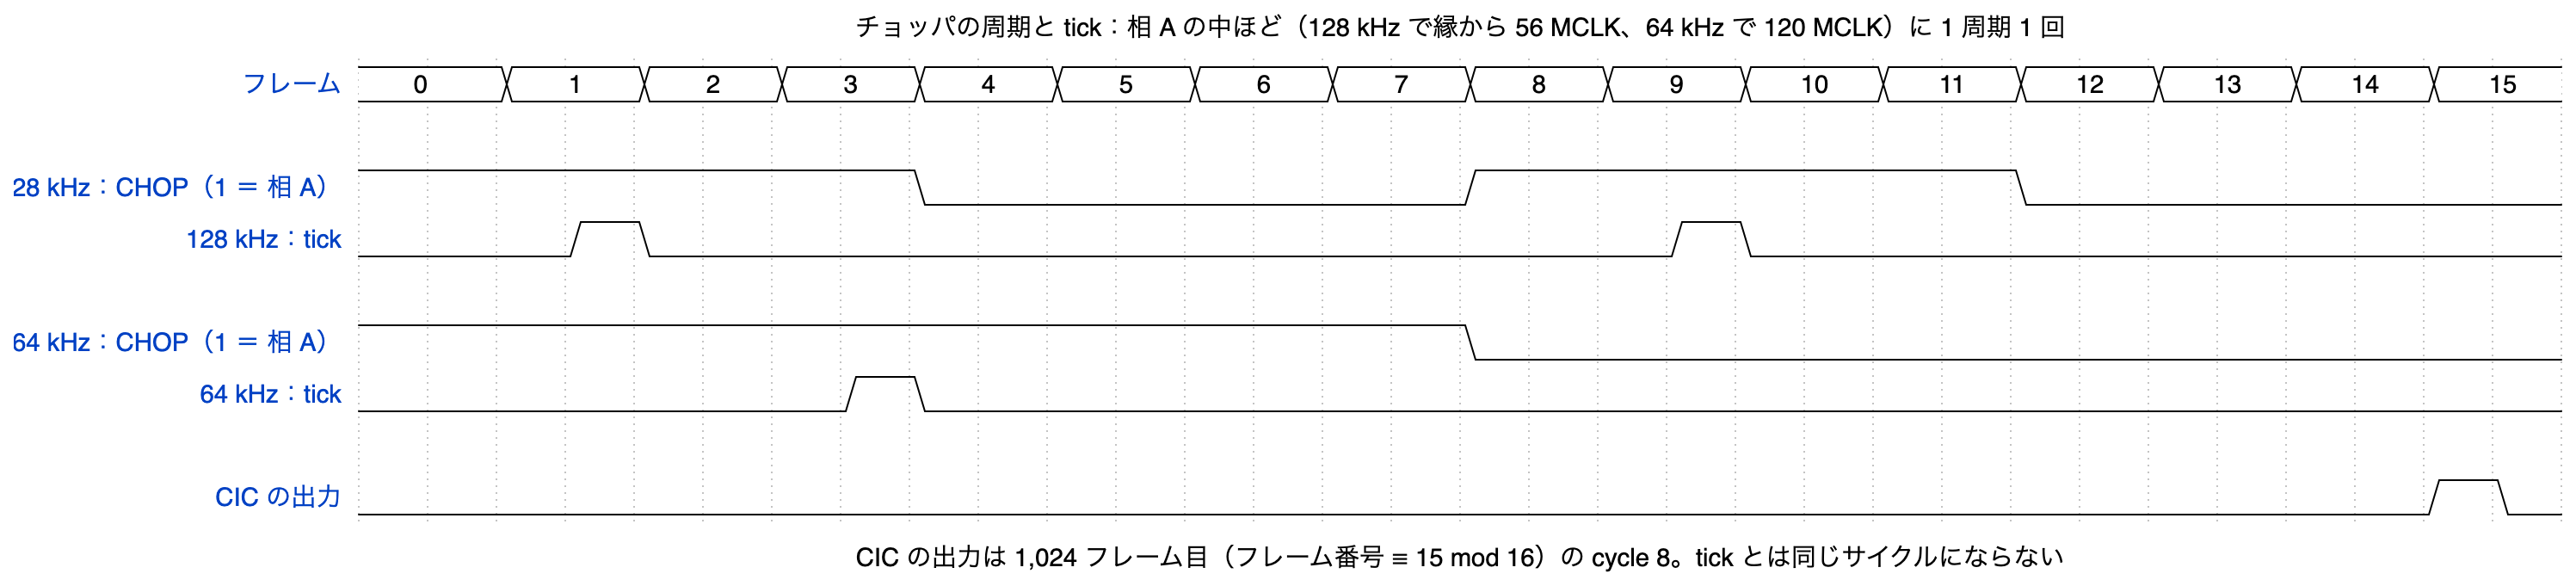 チョッパの周期と tick：相 A の中ほど（128 kHz で縁から 56 MCLK、64 kHz で 120 MCLK）に 1 周期 1 回
フレーム 0 1 2 3 4 5 6 7 8 9 10 11 12 13 14 15
28 kHz：CHOP（1 ＝ 相 A）
128 kHz：tick
64 kHz：CHOP（1 ＝ 相 A）
64 kHz：tick
CIC の出力
CIC の出力は 1,024 フレーム目（フレーム番号 ≡ 15 mod 16）の cycle 8。tick とは同じサイクルにならない